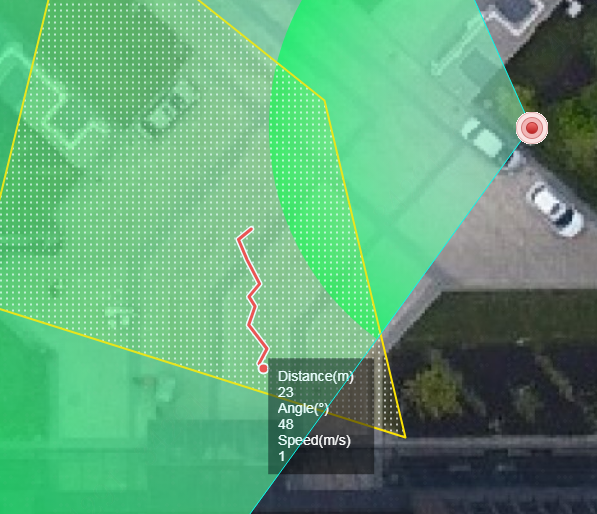 Distance(m)
23
Angle(°)
48
Speed(m/s)
1